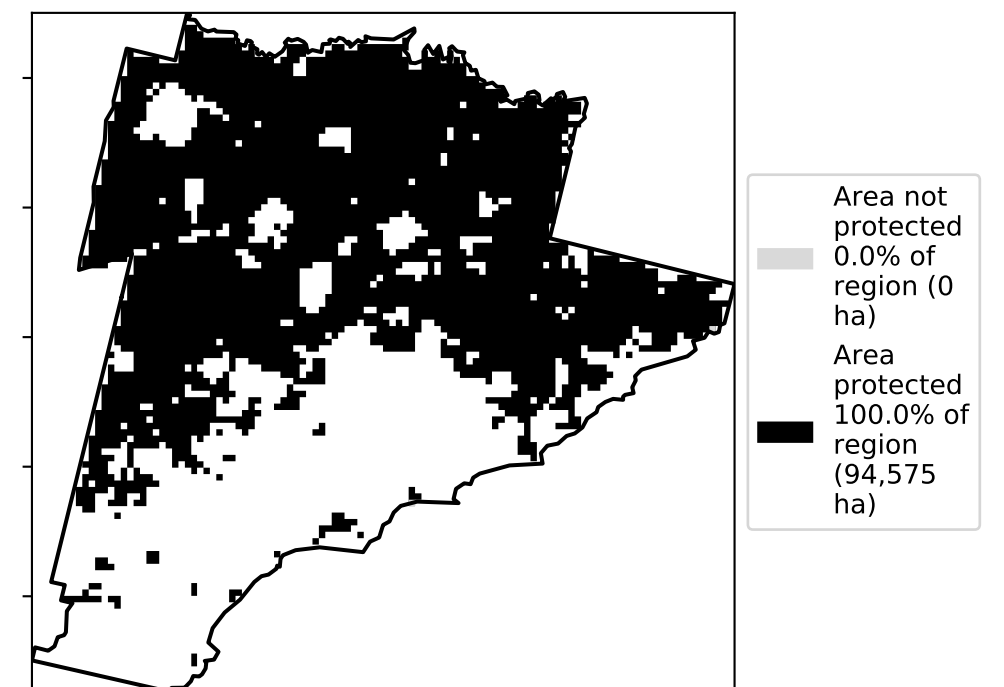 Area not
protected
0.0% of
region (0
ha)
Area
protected
100.0% of
region
(94,575
ha)